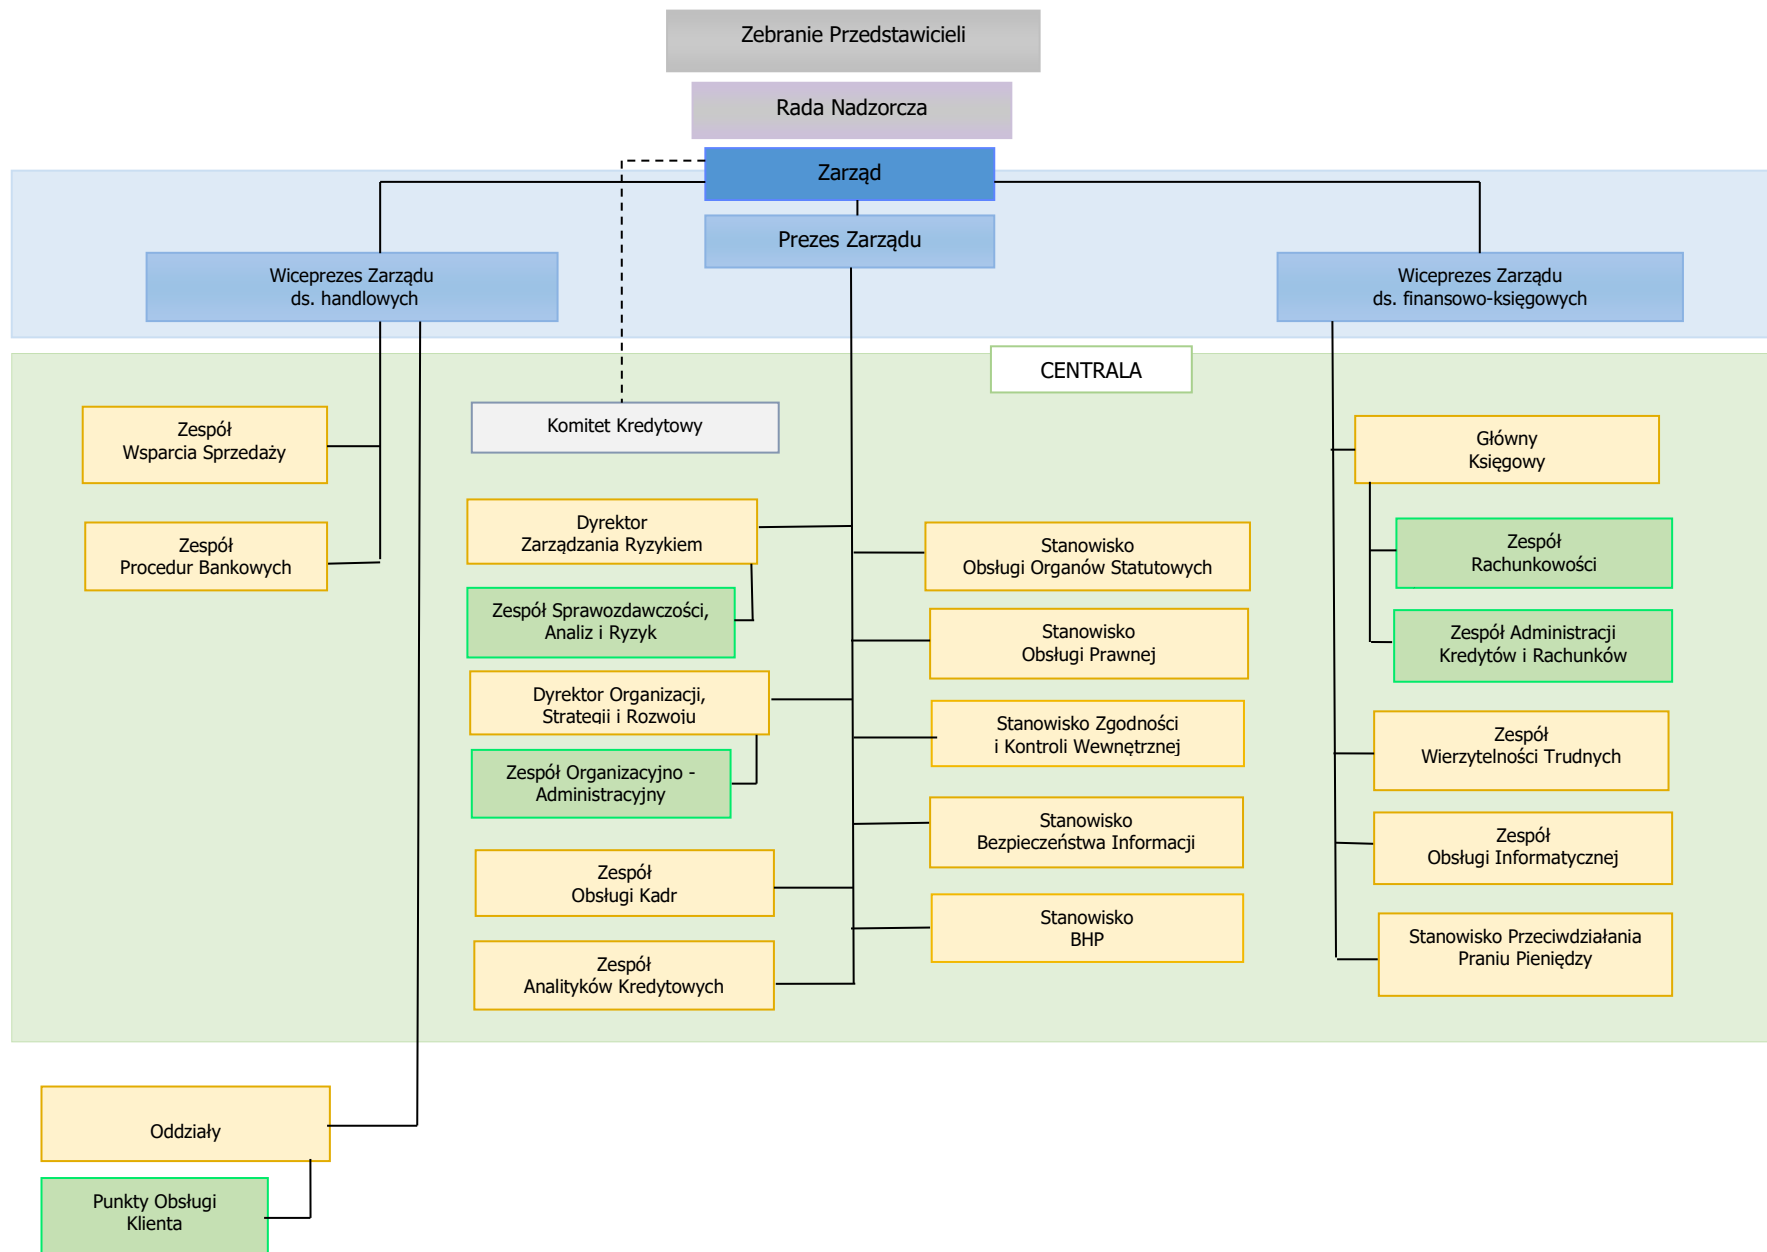 Zebranie Przedstawicieli
Rada Nadzorcza
Zarząd
Prezes Zarządu
Wiceprezes Zarządu
ds. handlowych
Wiceprezes Zarządu
ds. finansowo-księgowych
CENTRALA
Zespół
Wsparcia Sprzedaży
Zespół
Procedur Bankowych
Komitet Kredytowy
Dyrektor
Zarządzania Ryzykiem
Zespół Sprawozdawczości,
Analiz i Ryzyk
Dyrektor Organizacji,
Strategii i Rozwoju
Zespół Organizacyjno -
Administracyjny
Zespół
Obsługi Kadr
Zespół
Analityków Kredytowych
Stanowisko
Obsługi Organów Statutowych
Stanowisko
Obsługi Prawnej
Stanowisko Zgodności
i Kontroli Wewnętrznej
Stanowisko
Bezpieczeństwa Informacji
Stanowisko
BHP
Główny
Księgowy
Zespół
Rachunkowości
Zespół Administracji
Kredytów i Rachunków
Zespół
Wierzytelności Trudnych
Zespół
Obsługi Informatycznej
Stanowisko Przeciwdziałania
Praniu Pieniędzy
Oddziały
Punkty Obsługi
Klienta